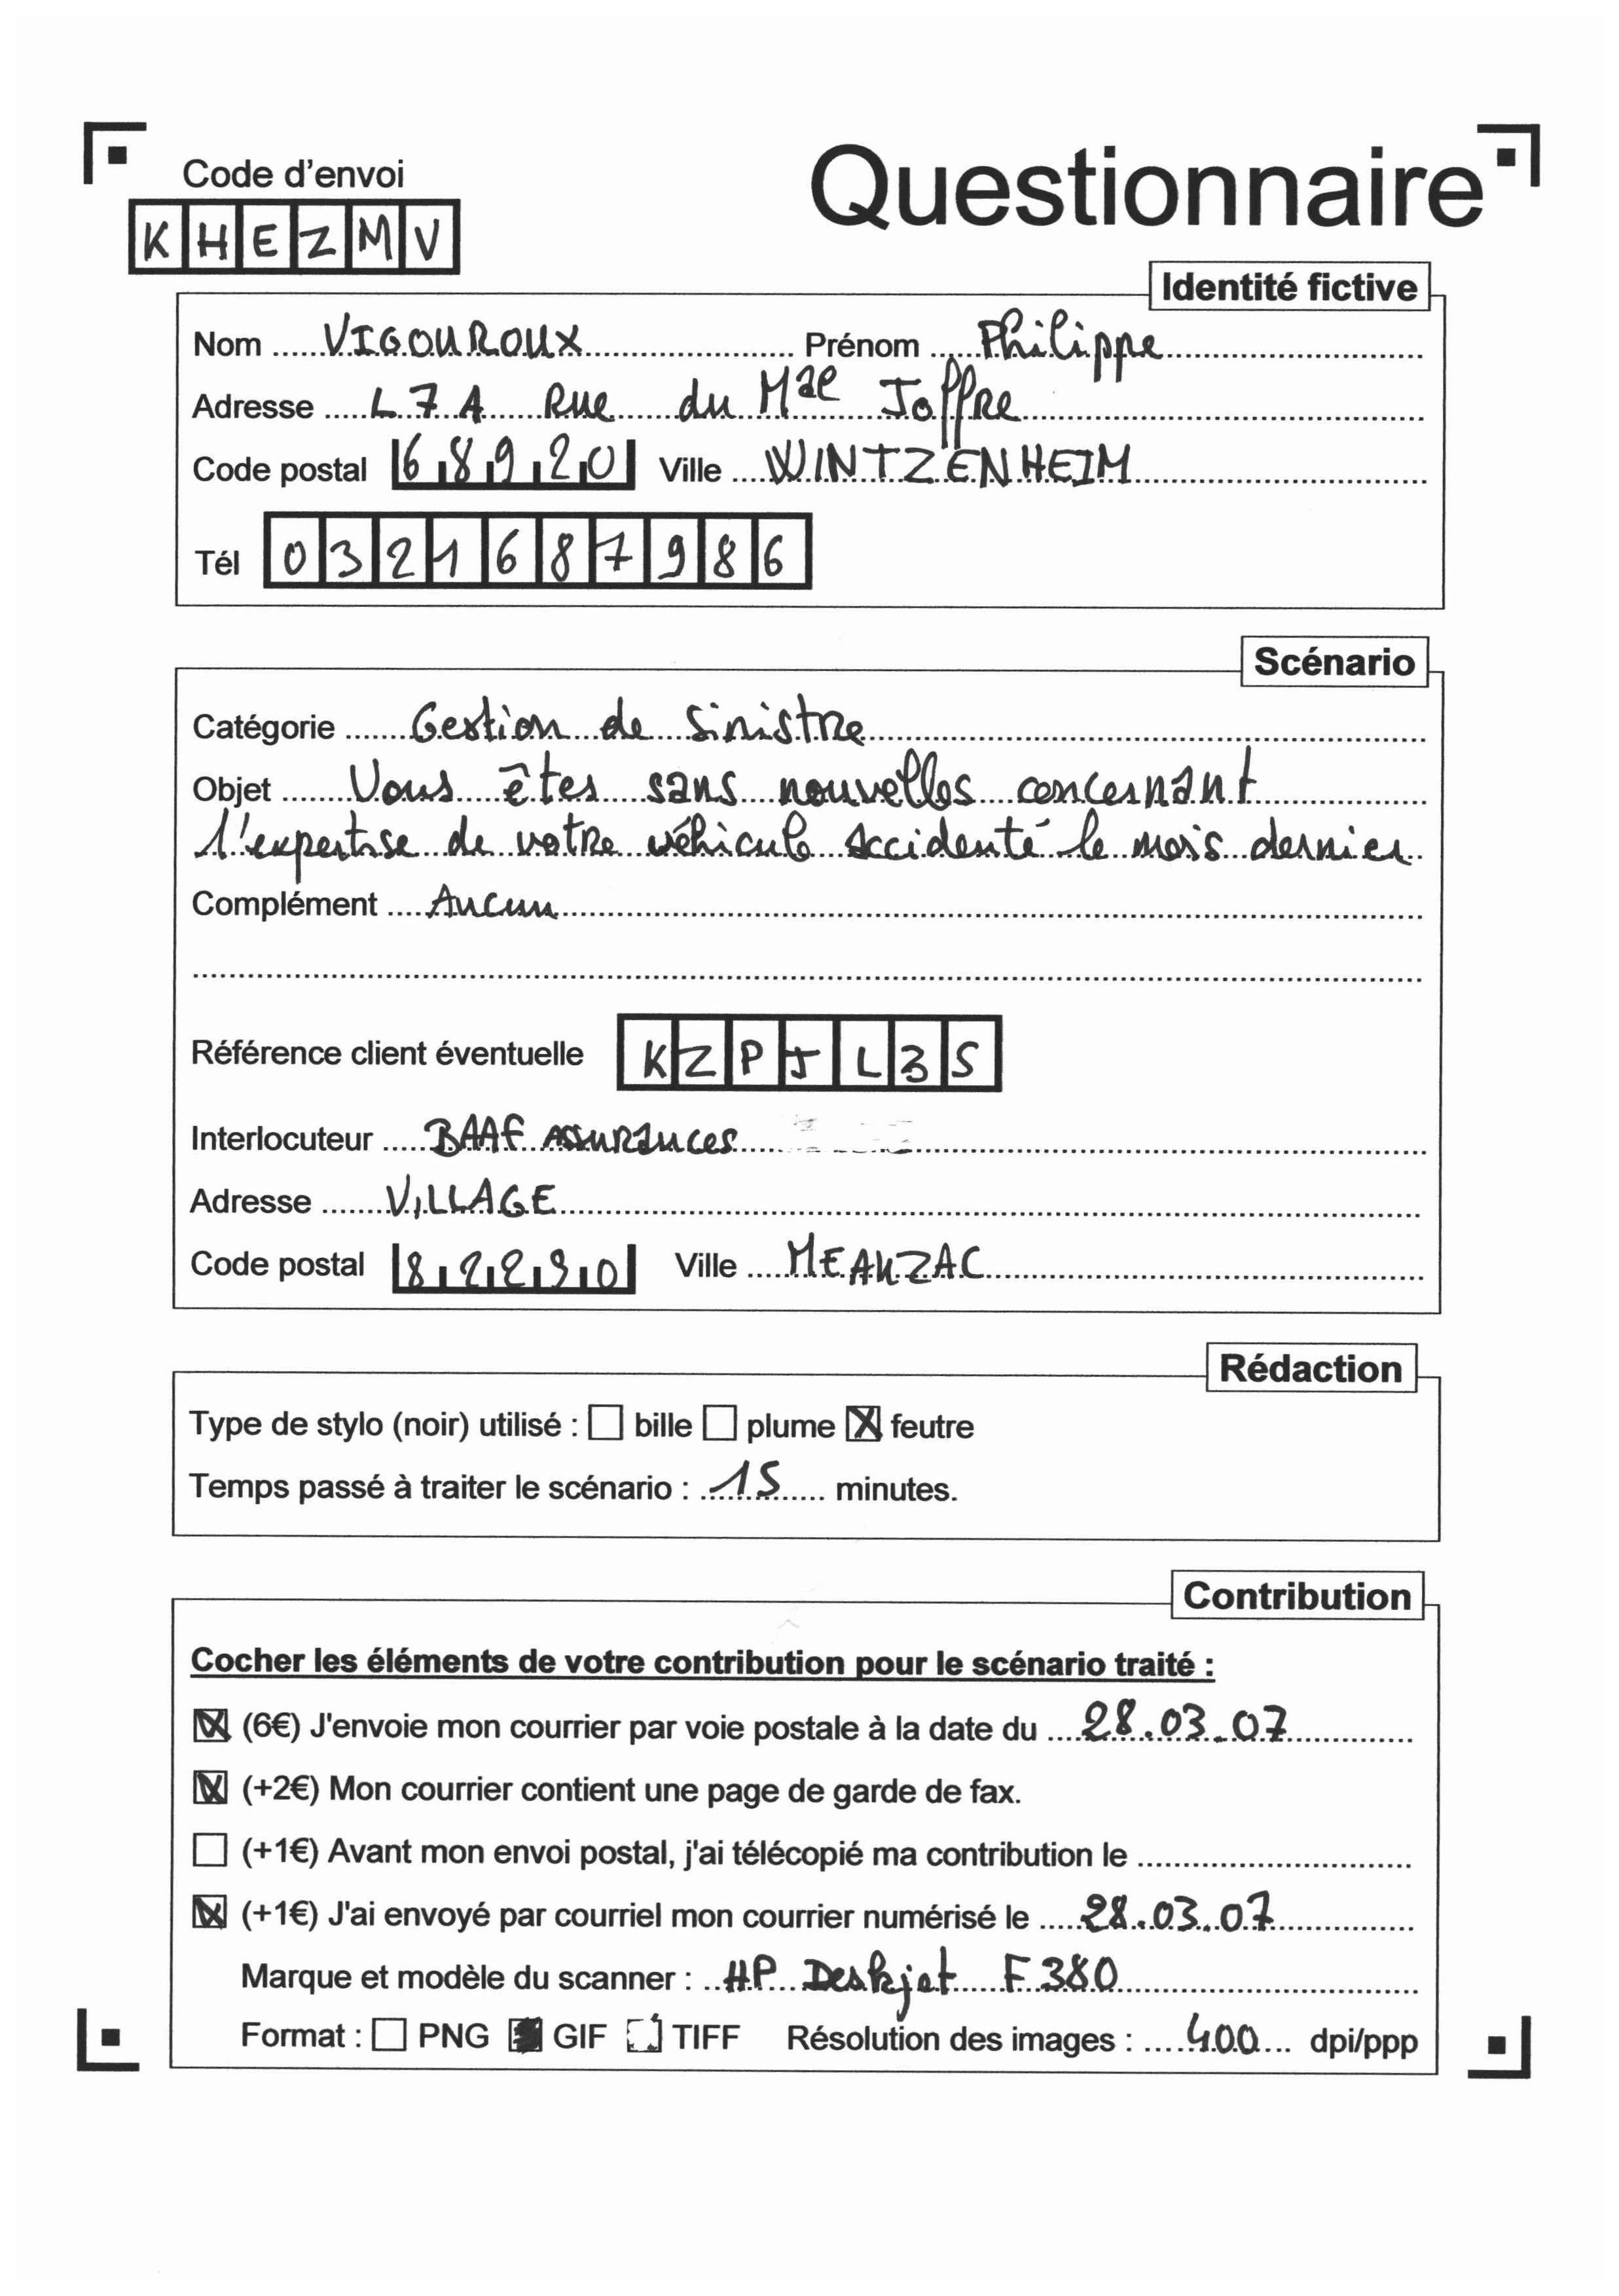 Code d'envoi
KHEZMV
Questionnaire
Identité fictive
Nom VIGOUROUX Prénom Philippe
Adresse L7A Rue du Mal Joffre
Code postal 68920 Ville WINTZENHEIM
Tél 0321687986
Scénario
Catégorie Gestion de Sinistre
Objet Vous êtes sans nouvelles concernant
l'expertise de votre véhicule accidenté le mois dernier
Complément Aucun
Référence client éventuelle KZPJL3S
Interlocuteur BAAF Assurances
Adresse VILLAGE
Code postal 82290 Ville MEAUZAC
Rédaction
Type de stylo (noir) utilisé : ☐ bille ☐ plume ☒ feutre
Temps passé à traiter le scénario : 15 minutes.
Contribution
Cocher les éléments de votre contribution pour le scénario traité :
☒ (6€) J'envoie mon courrier par voie postale à la date du 28.03.07
☒ (+2€) Mon courrier contient une page de garde de fax.
☐ (+1€) Avant mon envoi postal, j'ai télécopié ma contribution le
☒ (+1€) J'ai envoyé par courriel mon courrier numérisé le 28.03.07
Marque et modèle du scanner : HP Deskjet F380
Format : ☐ PNG ☒ GIF ☐ TIFF Résolution des images : 400 dpi/ppp